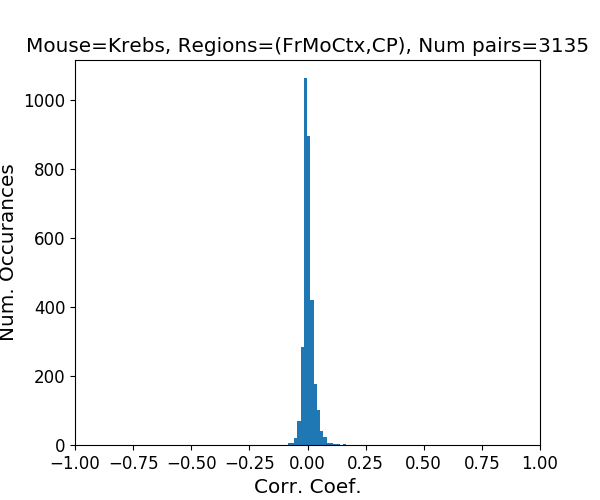 Mouse=Krebs, Regions=(FrMoCtx,CP), Num pairs=3135
Num. Occurances
1000
800
600
400
200
0
−1.00 −0.75 −0.50 −0.25 0.00 0.25 0.50 0.75 1.00
Corr. Coef.